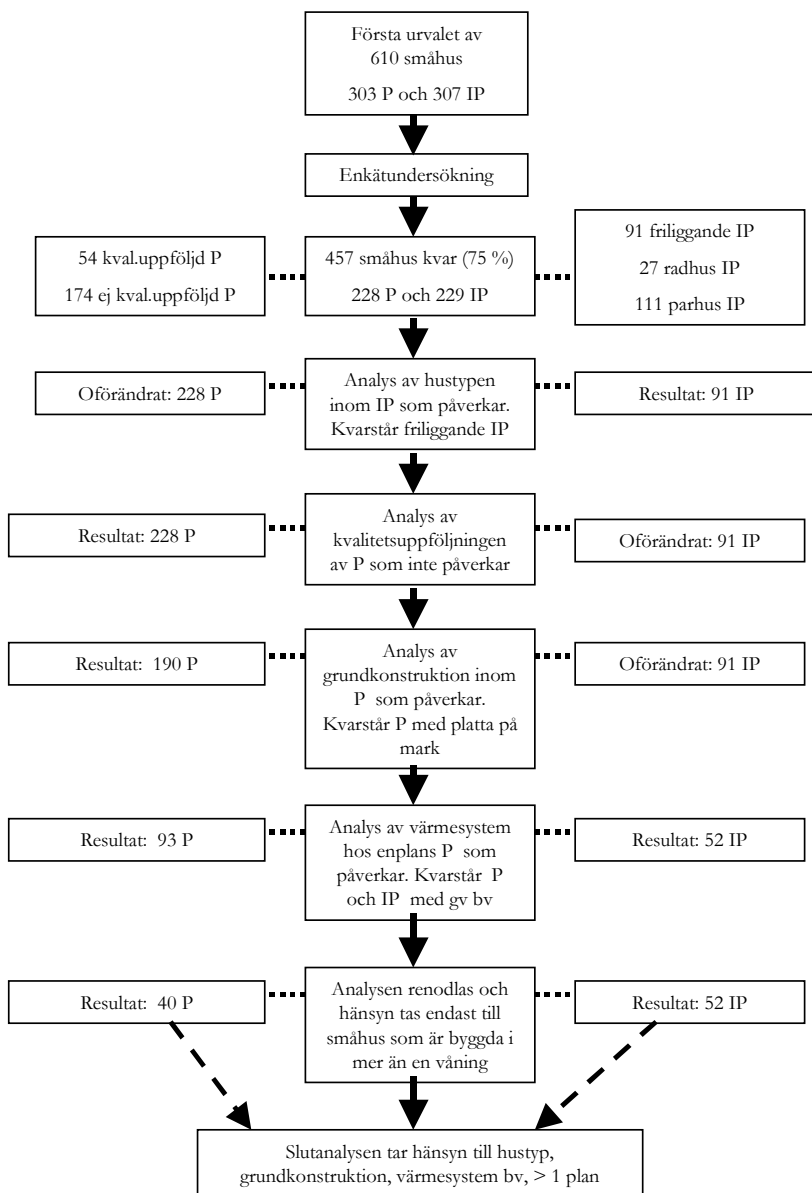 Första urvalet av
610 småhus
303 P och 307 IP
Enkätundersökning
54 kval.uppföljd P
174 ej kval.uppföljd P
457 småhus kvar (75 %)
228 P och 229 IP
91 friliggande IP
27 radhus IP
111 parhus IP
Oförändrat: 228 P
Analys av hustypen
inom IP som påverkar.
Kvarstår friliggande IP
Resultat: 91 IP
Resultat: 228 P
Analys av
kvalitetsuppföljningen
av P som inte påverkar
Oförändrat: 91 IP
Resultat: 190 P
Analys av
grundkonstruktion inom
P som påverkar.
Kvarstår P med platta på
mark
Oförändrat: 91 IP
Resultat: 93 P
Analys av värmesystem
hos enplans P som
påverkar. Kvarstår P
och IP med gv bv
Resultat: 52 IP
Resultat: 40 P
Analysen renodlas och
hänsyn tas endast till
småhus som är byggda i
mer än en våning
Resultat: 52 IP
Slutanalysen tar hänsyn till hustyp,
grundkonstruktion, värmesystem bv, > 1 plan